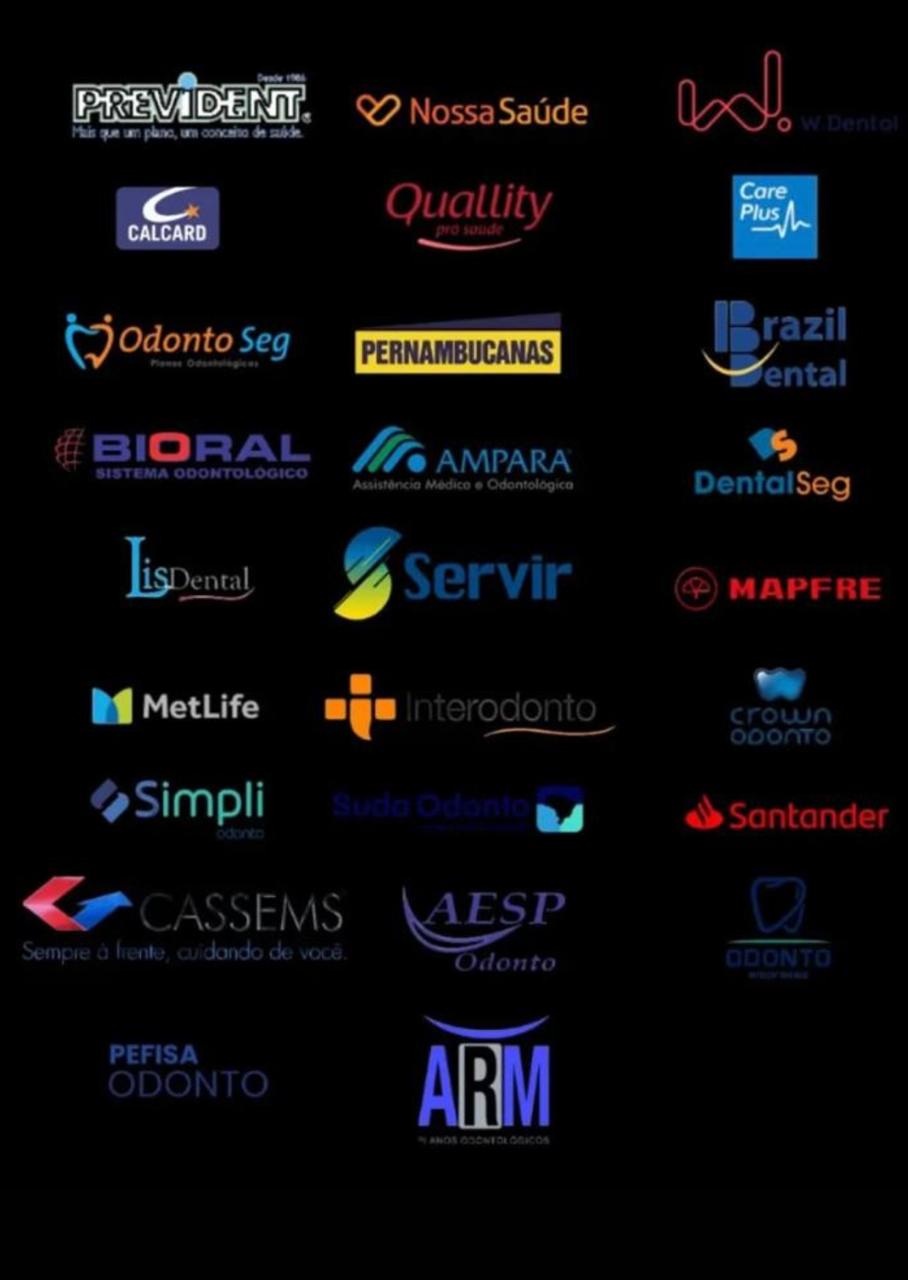 Desde 1986
PREVIDENT
Mais que um plano, um conceito de saúde.
NossaSaúde
W.Dental
CALCARD
Quallity
pró saúde
Care
Plus
Odonto Seg
Planos Odontológicos
PERNAMBUCANAS
Brazil
Dental
BIORAL
SISTEMA ODONTOLÓGICO
AMPARA
Assistência Médica e Odontológica
DentalSeg
LisDental
Servir
MAPFRE
MetLife
Interodonto
crown
odonto
Simpli
odonto
Suda Odonto
Santander
CASSEMS
Sempre à frente, cuidando de você.
AESP
Odonto
ODONTO
PEFISA
ODONTO
ARM
PLANOS ODONTOLÓGICOS